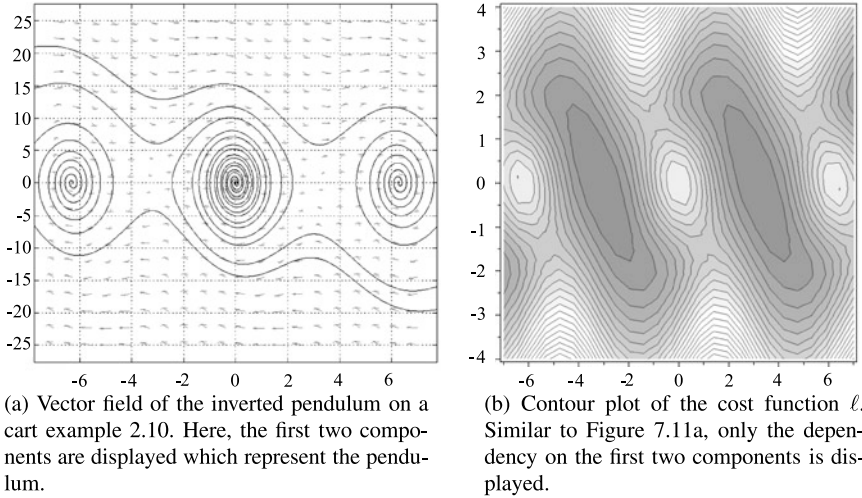 25
20
15
10
5
0
-5
-10
-15
-20
-25
-6 -4 -2 0 2 4 6
4
3
2
1
0
-1
-2
-3
-4
-6 -4 -2 0 2 4 6
(a) Vector field of the inverted pendulum on a
cart example 2.10. Here, the first two compo-
nents are displayed which represent the pendu-
lum.
(b) Contour plot of the cost function ℓ.
Similar to Figure 7.11a, only the depen-
dency on the first two components is dis-
played.